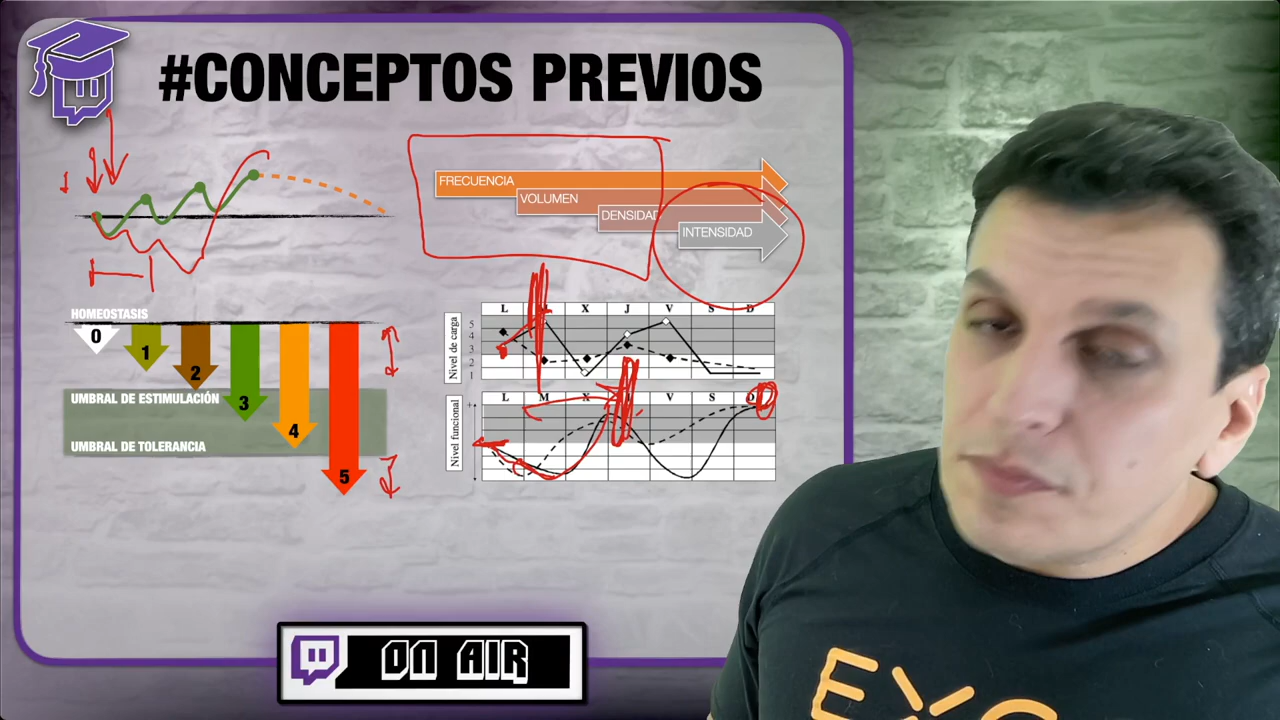 #CONCEPTOS PREVIOS
FRECUENCIA
VOLUMEN
DENSIDAD
INTENSIDAD
HOMEOSTASIS
0
1
2
3
4
5
UMBRAL DE ESTIMULACIÓN
UMBRAL DE TOLERANCIA
L X J V S D
Nivel de carga
5
4
3
2
1
L M X V S D
Nivel funcional
ON AIR
EXO